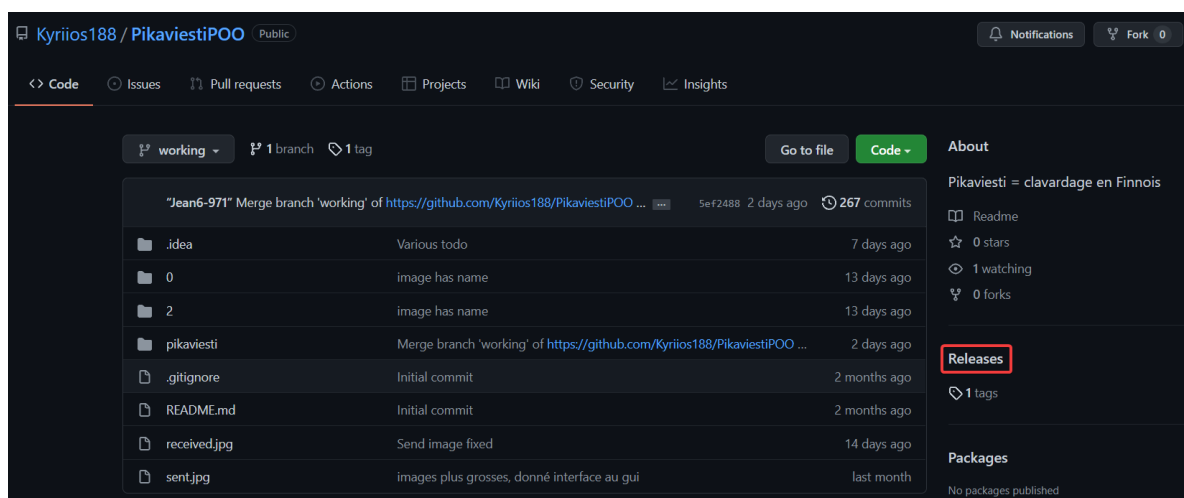 Kyriios188 / PikaviestiPOO Public
Notifications Fork 0
<> Code Issues Pull requests Actions Projects Wiki Security Insights
working 1 branch 1 tag Go to file Code
"Jean6-971" Merge branch 'working' of https://github.com/Kyriios188/PikaviestiPOO ... ... 5ef2488 2 days ago 267 commits
.idea Various todo 7 days ago
0 image has name 13 days ago
2 image has name 13 days ago
pikaviesti Merge branch 'working' of https://github.com/Kyriios188/PikaviestiPOO ... 2 days ago
.gitignore Initial commit 2 months ago
README.md Initial commit 2 months ago
received.jpg Send image fixed 14 days ago
sent.jpg images plus grosses, donné interface au gui last month
About
Pikaviesti = clavardage en Finnois
Readme
0 stars
1 watching
0 forks
Releases
1 tags
Packages
No packages published